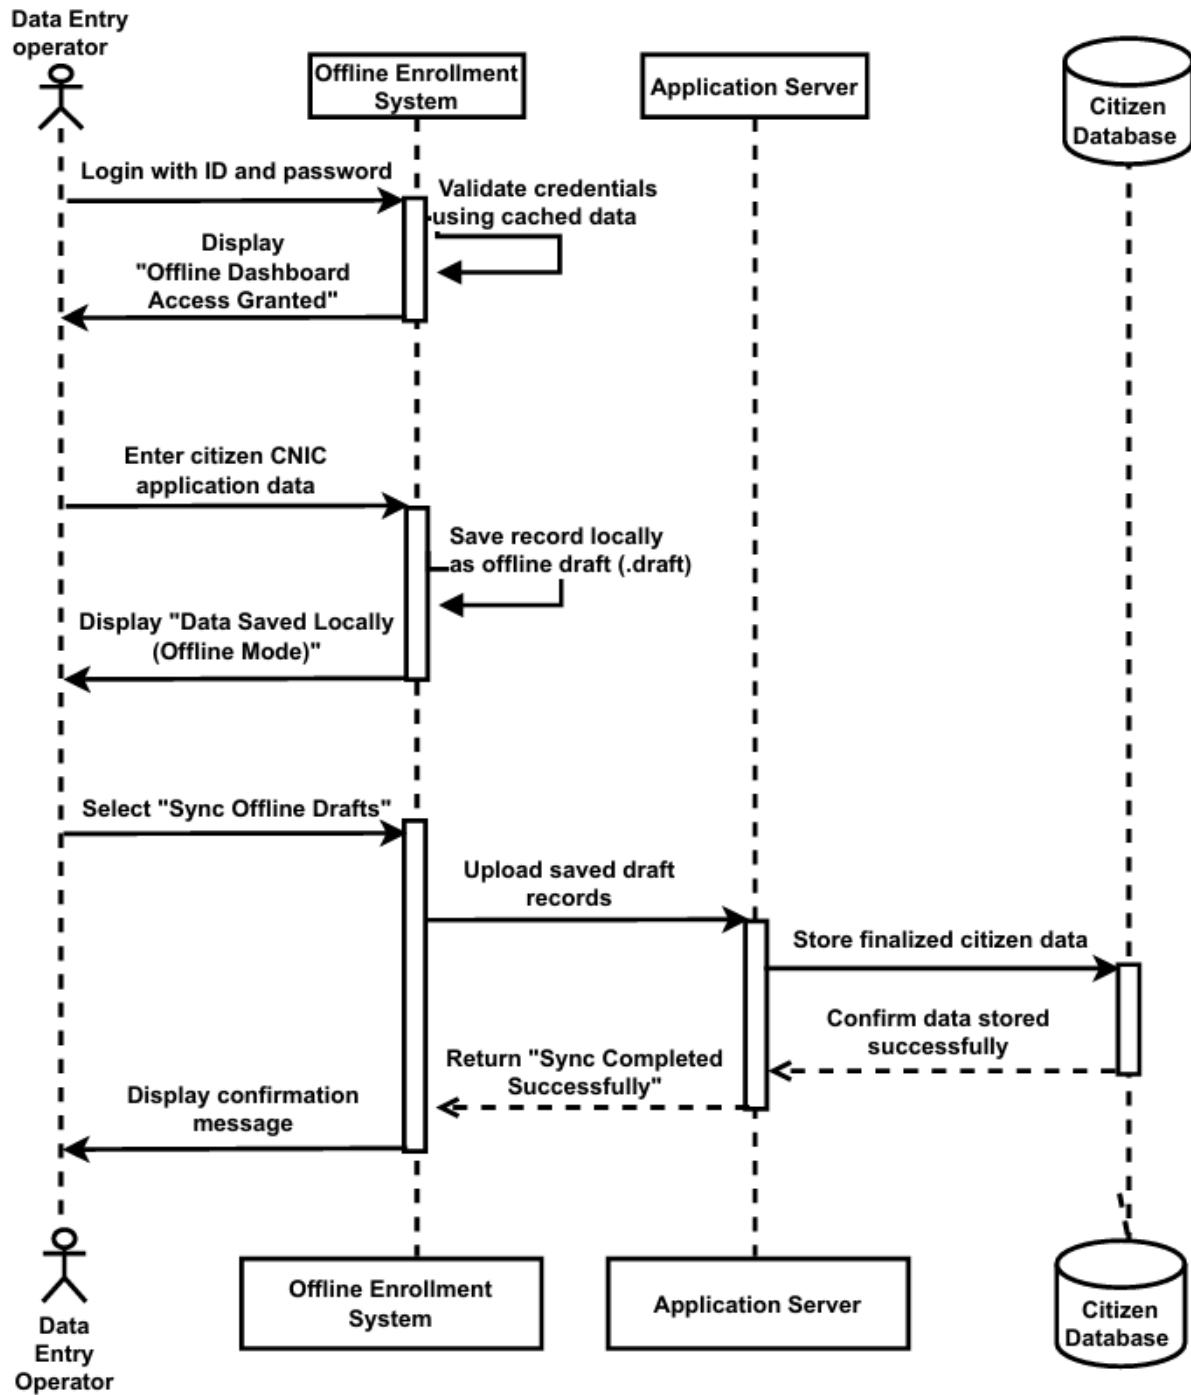 Data Entry
operator
Offline Enrollment
System
Application Server
Citizen
Database
Login with ID and password
Validate credentials
using cached data
Display
"Offline Dashboard
Access Granted"
Enter citizen CNIC
application data
Save record locally
as offline draft (.draft)
Display "Data Saved Locally
(Offline Mode)"
Select "Sync Offline Drafts"
Upload saved draft
records
Store finalized citizen data
Confirm data stored
successfully
Return "Sync Completed
Successfully"
Display confirmation
message
Data
Entry
Operator
Offline Enrollment
System
Application Server
Citizen
Database